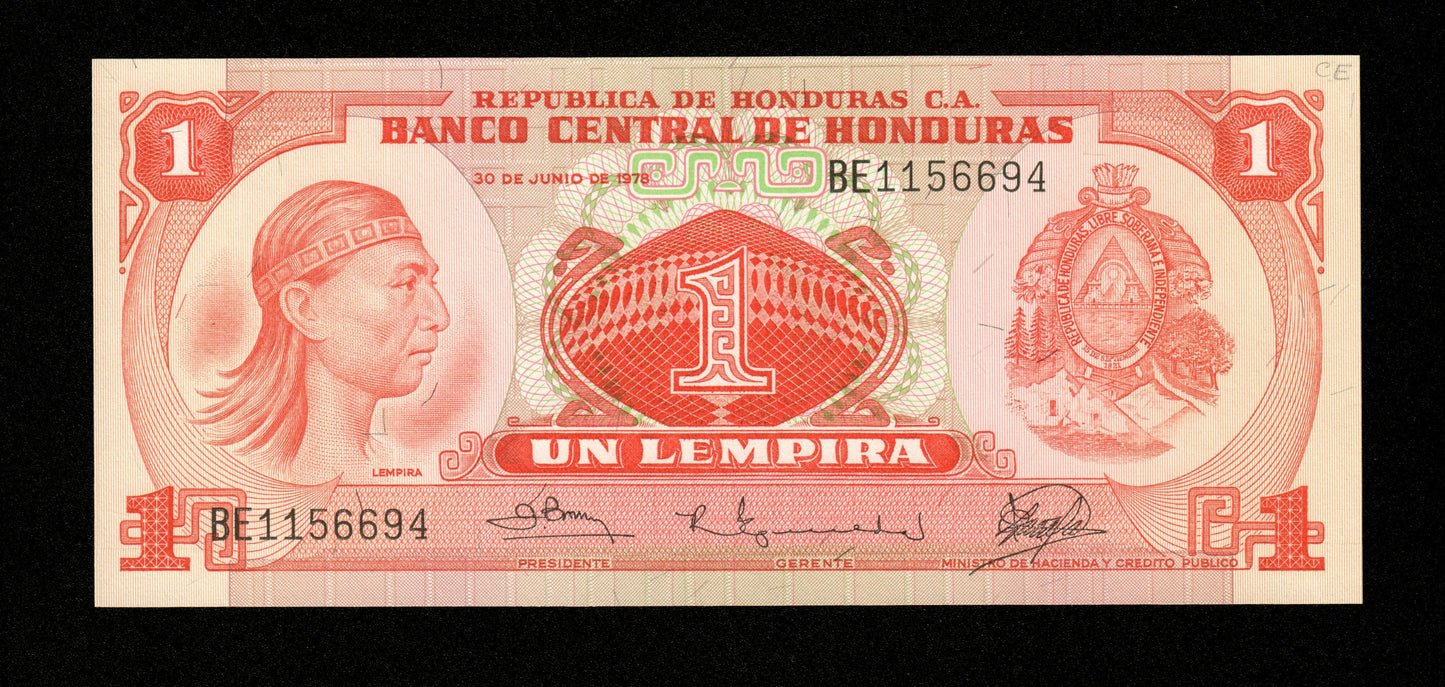 CE
1
1
REPUBLICA DE HONDURAS C.A.
BANCO CENTRAL DE HONDURAS
30 DE JUNIO DE 1978
BE1156694
REPUBLICA DE HONDURAS, LIBRE, SOBERANA E INDEPENDIENTE
1
UN LEMPIRA
LEMPIRA
1
BE1156694
1
PRESIDENTE
GERENTE
MINISTRO DE HACIENDA Y CREDITO PUBLICO